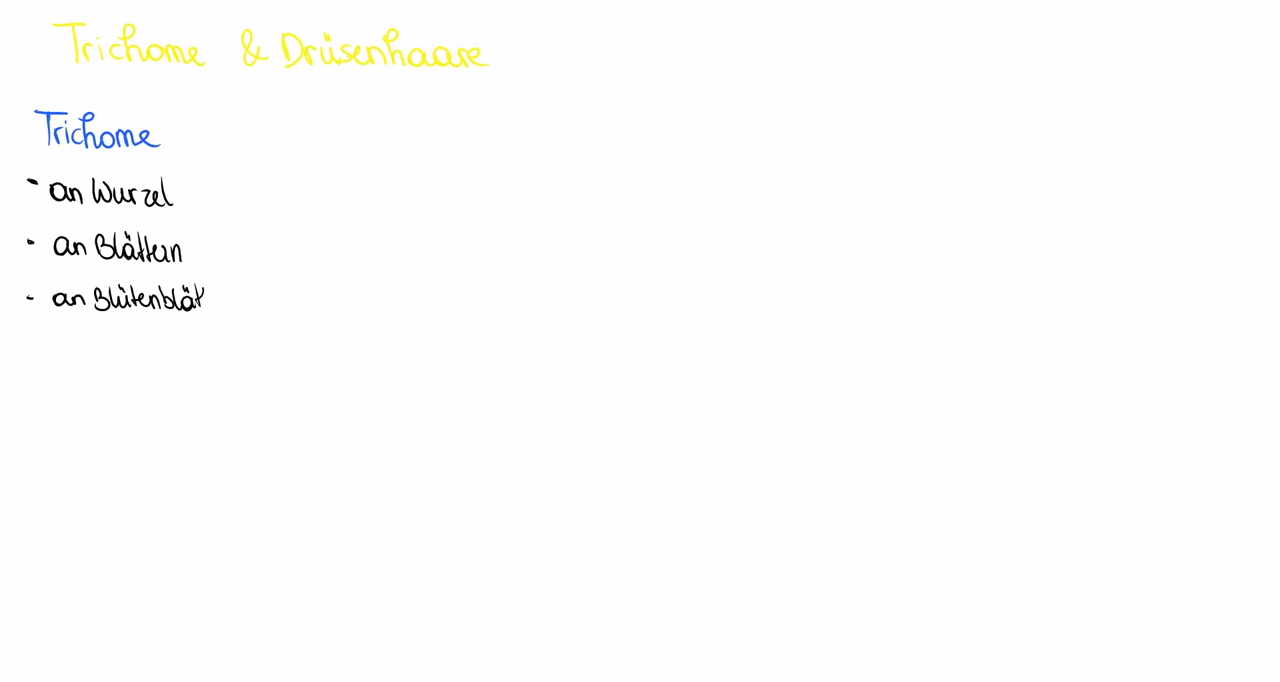 Trichome & Drüsenhaare
Trichome
- an Wurzel
- an Blättern
- an Blütenblät